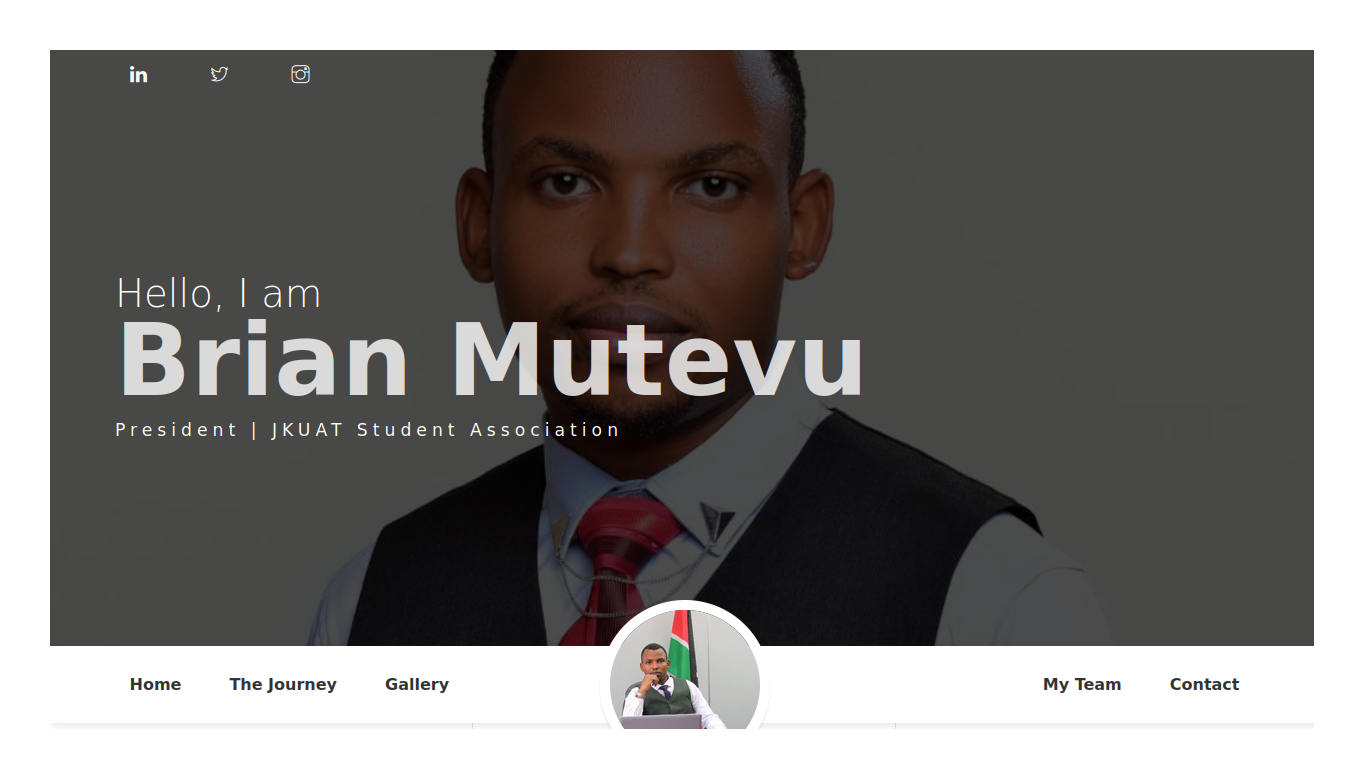 Hello, I am
Brian Mutevu
President | JKUAT Student Association
Home The Journey Gallery My Team Contact